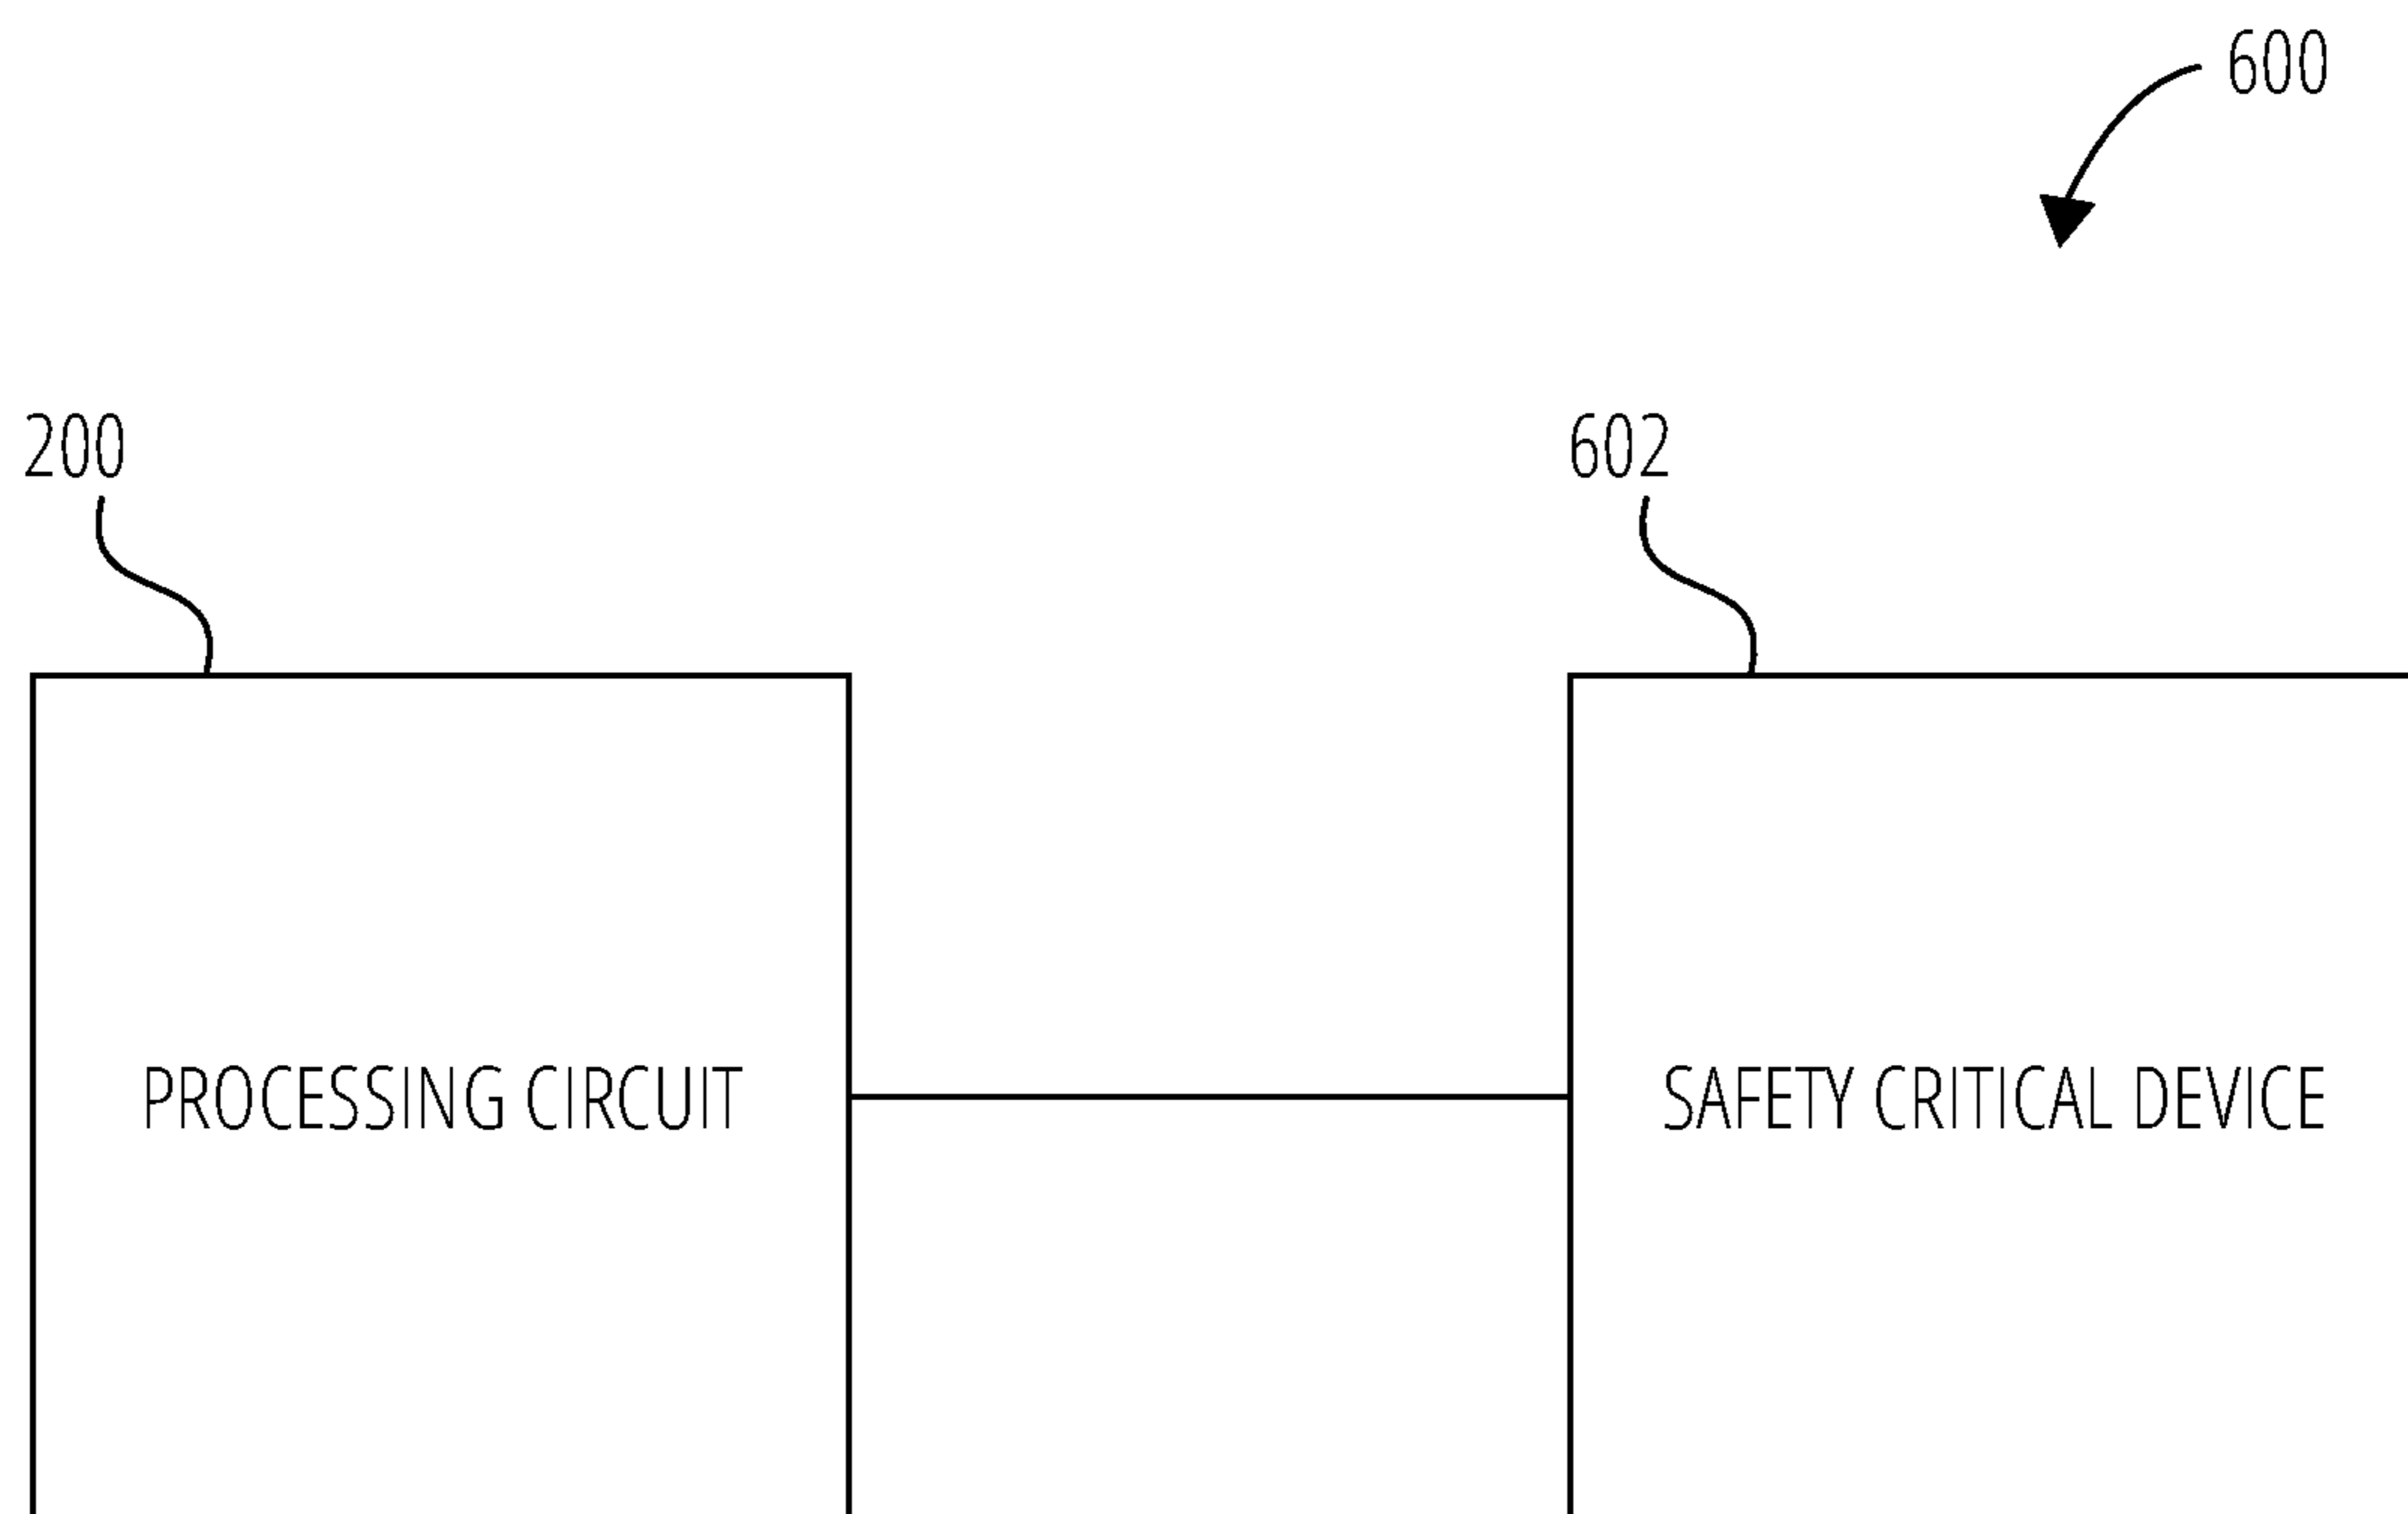 600
200
602
PROCESSING CIRCUIT
SAFETY CRITICAL DEVICE